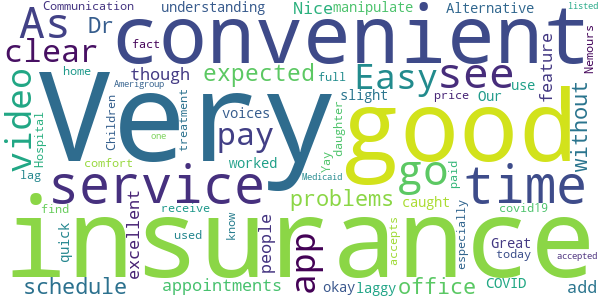 Communication
understanding
Nice
manipulate
Alternative
listed
As
Dr
convenient
clear
fact
though
expected
Easy
see
feature
Nemours
home
Amerigroup
full
price
Our
use
video
Very
good
without
Hospital
Children
treatment
voices
slight
pay
daughter
comfort
worked
Yay
go
time
lag
one
Medicaid
service
problems
paid
find
receive
caught
covid19
insurance
excellent
especially
quick
used
know
people
app
accepts
Great
today
accepted
schedule
appointments
okay
laggy
office
COVID
add